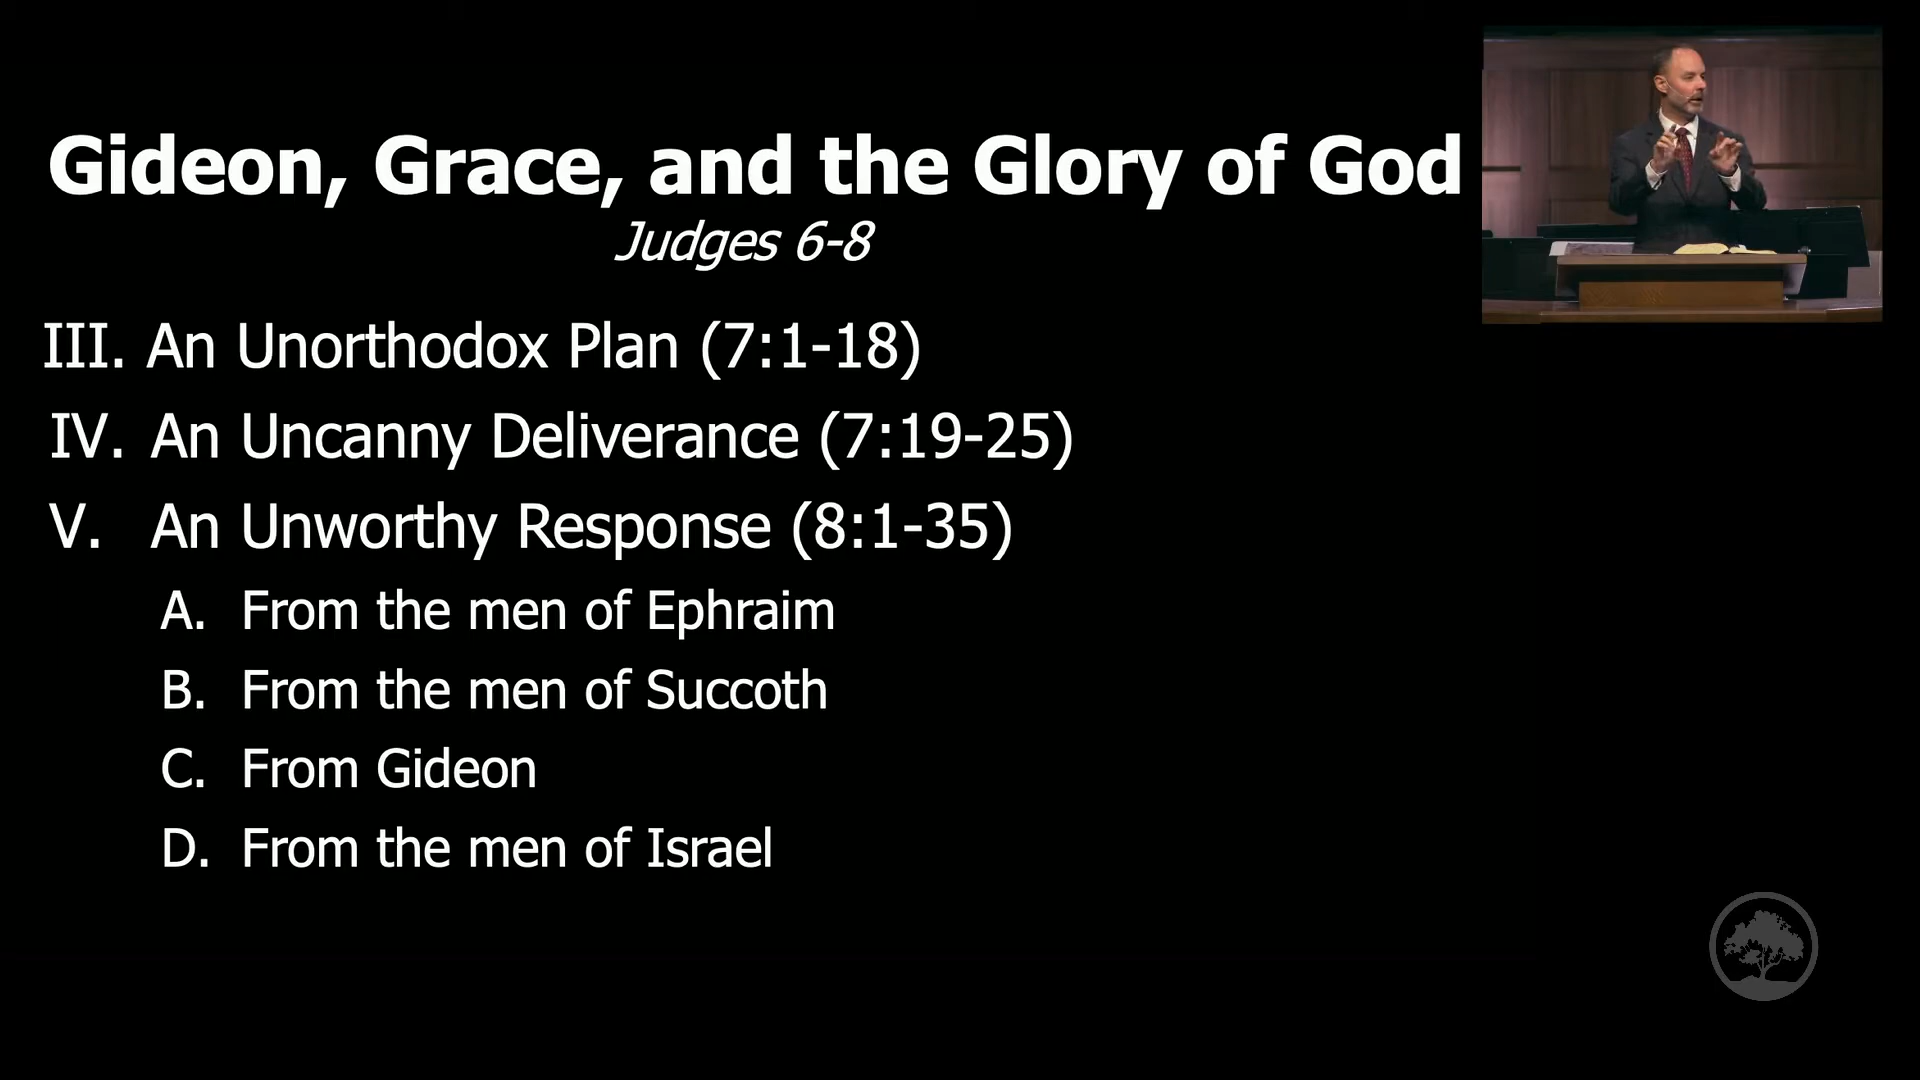 Gideon, Grace, and the Glory of God
Judges 6-8
III. An Unorthodox Plan (7:1-18)
IV. An Uncanny Deliverance (7:19-25)
V. An Unworthy Response (8:1-35)
A. From the men of Ephraim
B. From the men of Succoth
C. From Gideon
D. From the men of Israel